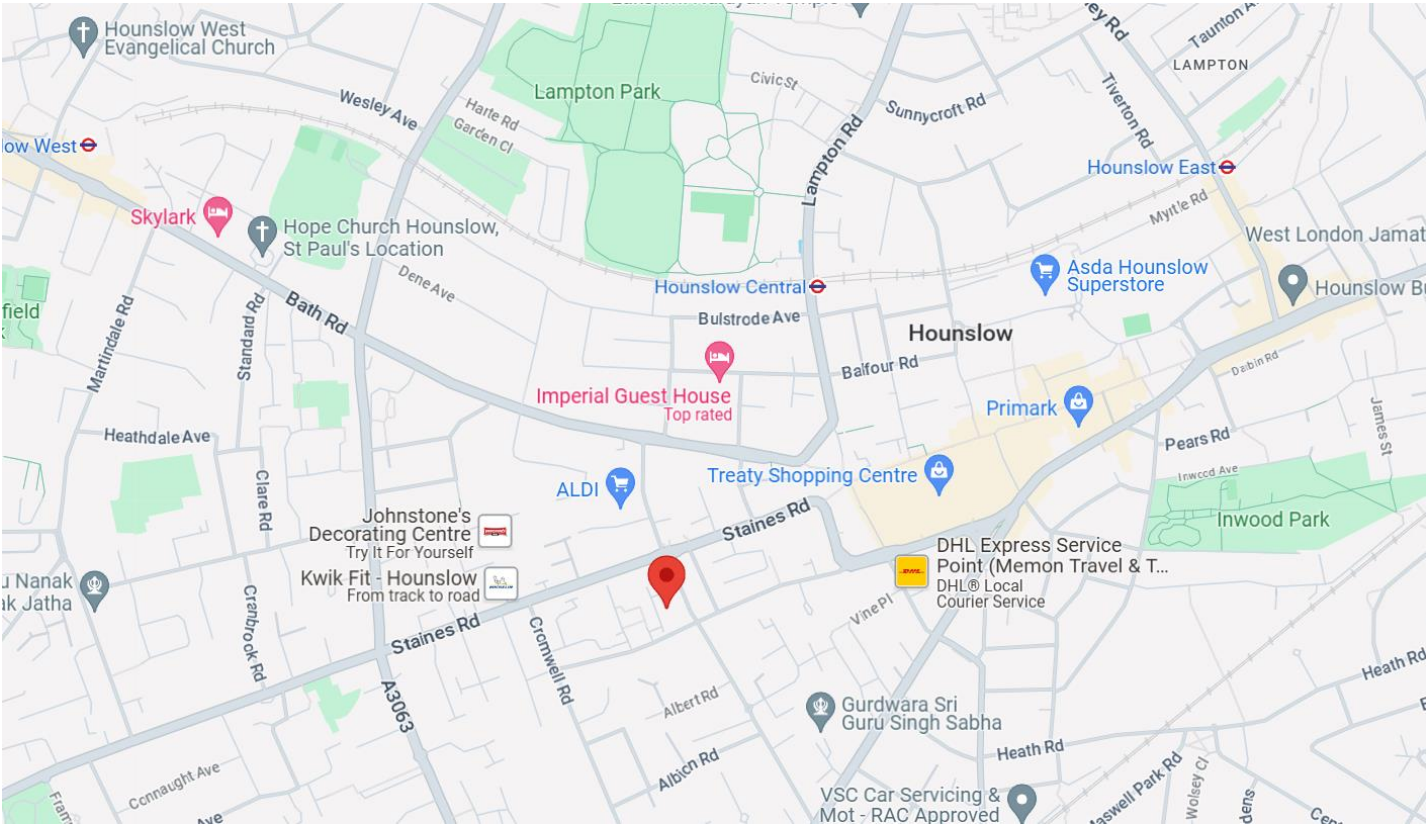 Hounslow West
Evangelical Church
Lampton Park
Civic St
Taunton A
LAMPTON
Wesley Ave
Harte Rd
Garden Cl
Sunnycroft Rd
Tiverton Rd
Lampton Rd
low West
Hounslow East
Myrtle Rd
Skylark
Hope Church Hounslow,
St Paul's Location
West London Jamat
Asda Hounslow
Superstore
Hounslow Central
Hounslow Bu
Dene Ave
field
Bath Rd
Bulstrode Ave
Hounslow
Martindale Rd
Standard Rd
Balfour Rd
Imperial Guest House
Top rated
Primark
James St
Heathdale Ave
Pears Rd
Inwood Ave
Treaty Shopping Centre
ALDI
Clare Rd
Johnstone's
Decorating Centre
Try It For Yourself
Staines Rd
Inwood Park
DHL Express Service
Point (Memon Travel & T...
DHL® Local
Courier Service
Kwik Fit - Hounslow
From track to road
u Nanak
ak Jatha
Cranbrook Rd
Vine Pl
Staines Rd
Cromwell Rd
Heath Rd
A3063
Albert Rd
Gurdwara Sri
Guru Singh Sabha
Heath Rd
Albion Rd
Connaught Ave
VSC Car Servicing &
Mot - RAC Approved
aswell Park Rd
Wolsey Cl
dens
Ave